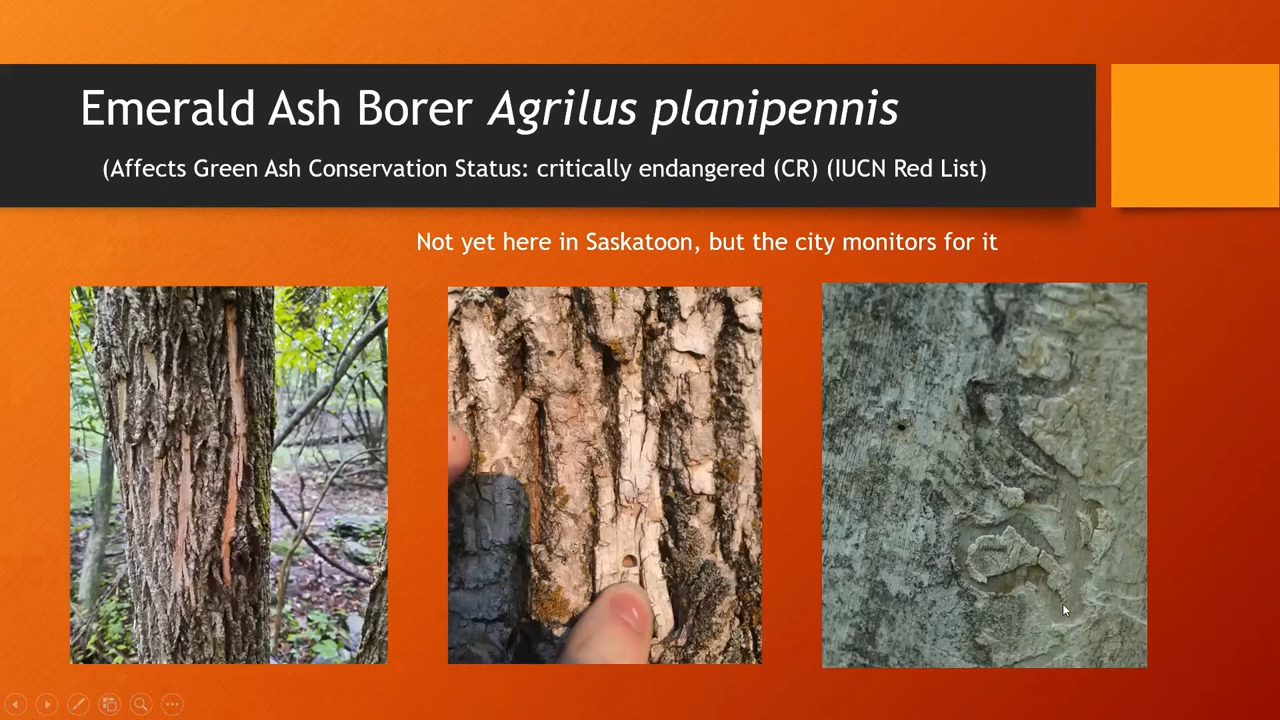 Emerald Ash Borer Agrilus planipennis
(Affects Green Ash Conservation Status: critically endangered (CR) (IUCN Red List)
Not yet here in Saskatoon, but the city monitors for it